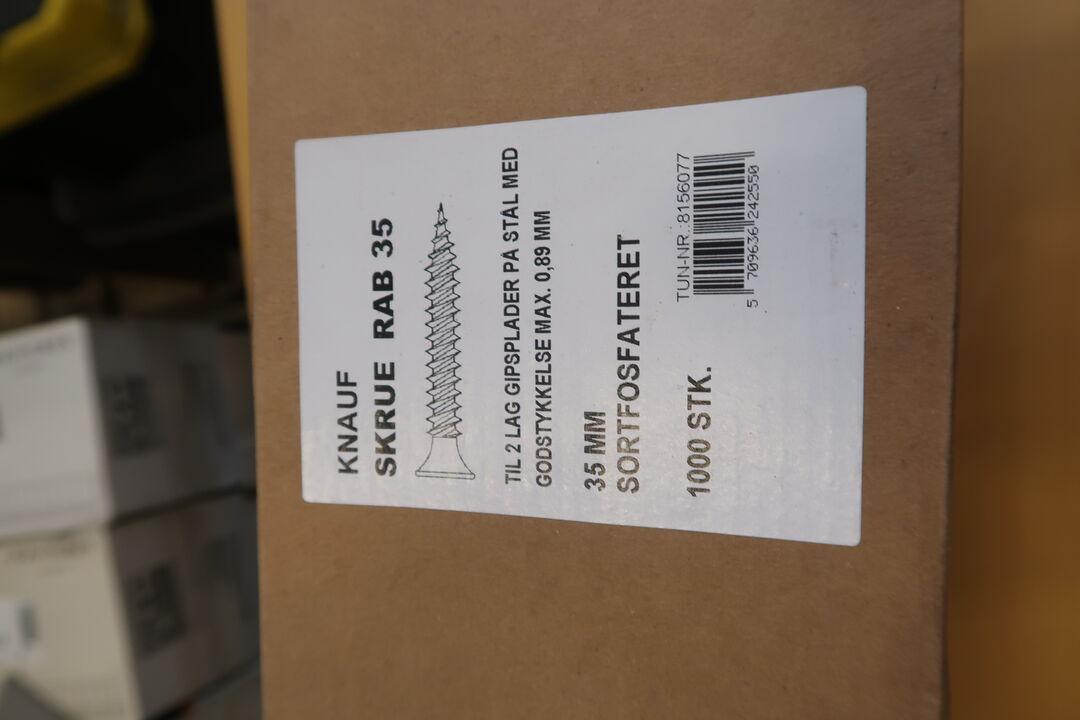 KNAUF
SKRUE RAB 35
TIL 2 LAG GIPSPLADER PÅ STÅL MED
GODSTYKKELSE MAX. 0,89 MM
35 MM
SORTFOSFATERET
1000 STK.
TUN-NR.:8156077
5 709636 242550